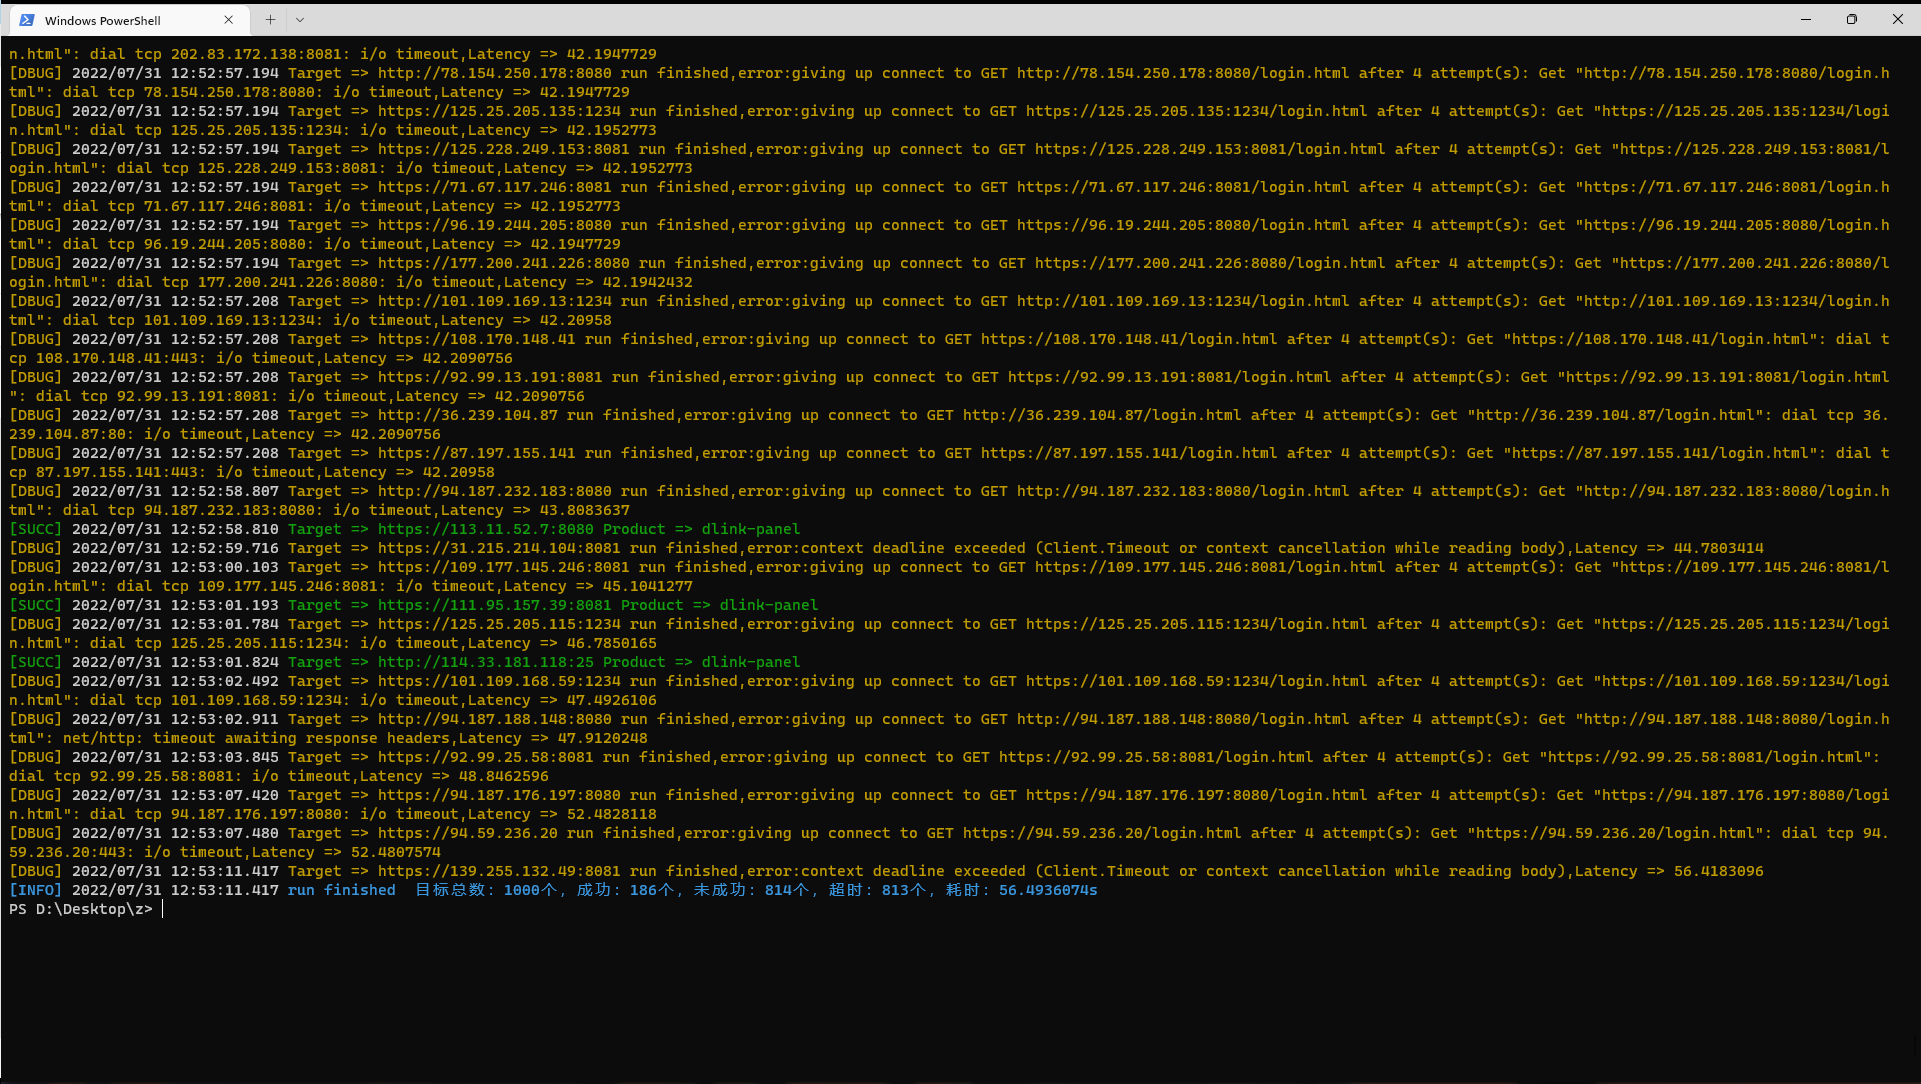 Windows PowerShell
n.html": dial tcp 202.83.172.138:8081: i/o timeout,Latency => 42.1947729
[DBUG] 2022/07/31 12:52:57.194 Target => http://78.154.250.178:8080 run finished,error:giving up connect to GET http://78.154.250.178:8080/login.html after 4 attempt(s): Get "http://78.154.250.178:8080/login.h
tml": dial tcp 78.154.250.178:8080: i/o timeout,Latency => 42.1947729
[DBUG] 2022/07/31 12:52:57.194 Target => https://125.25.205.135:1234 run finished,error:giving up connect to GET https://125.25.205.135:1234/login.html after 4 attempt(s): Get "https://125.25.205.135:1234/logi
n.html": dial tcp 125.25.205.135:1234: i/o timeout,Latency => 42.1952773
[DBUG] 2022/07/31 12:52:57.194 Target => https://125.228.249.153:8081 run finished,error:giving up connect to GET https://125.228.249.153:8081/login.html after 4 attempt(s): Get "https://125.228.249.153:8081/l
ogin.html": dial tcp 125.228.249.153:8081: i/o timeout,Latency => 42.1952773
[DBUG] 2022/07/31 12:52:57.194 Target => https://71.67.117.246:8081 run finished,error:giving up connect to GET https://71.67.117.246:8081/login.html after 4 attempt(s): Get "https://71.67.117.246:8081/login.h
tml": dial tcp 71.67.117.246:8081: i/o timeout,Latency => 42.1952773
[DBUG] 2022/07/31 12:52:57.194 Target => https://96.19.244.205:8080 run finished,error:giving up connect to GET https://96.19.244.205:8080/login.html after 4 attempt(s): Get "https://96.19.244.205:8080/login.h
tml": dial tcp 96.19.244.205:8080: i/o timeout,Latency => 42.1947729
[DBUG] 2022/07/31 12:52:57.194 Target => https://177.200.241.226:8080 run finished,error:giving up connect to GET https://177.200.241.226:8080/login.html after 4 attempt(s): Get "https://177.200.241.226:8080/l
ogin.html": dial tcp 177.200.241.226:8080: i/o timeout,Latency => 42.1942432
[DBUG] 2022/07/31 12:52:57.208 Target => http://101.109.169.13:1234 run finished,error:giving up connect to GET http://101.109.169.13:1234/login.html after 4 attempt(s): Get "http://101.109.169.13:1234/login.h
tml": dial tcp 101.109.169.13:1234: i/o timeout,Latency => 42.20958
[DBUG] 2022/07/31 12:52:57.208 Target => https://108.170.148.41 run finished,error:giving up connect to GET https://108.170.148.41/login.html after 4 attempt(s): Get "https://108.170.148.41/login.html": dial t
cp 108.170.148.41:443: i/o timeout,Latency => 42.2090756
[DBUG] 2022/07/31 12:52:57.208 Target => https://92.99.13.191:8081 run finished,error:giving up connect to GET https://92.99.13.191:8081/login.html after 4 attempt(s): Get "https://92.99.13.191:8081/login.html
": dial tcp 92.99.13.191:8081: i/o timeout,Latency => 42.2090756
[DBUG] 2022/07/31 12:52:57.208 Target => http://36.239.104.87 run finished,error:giving up connect to GET http://36.239.104.87/login.html after 4 attempt(s): Get "http://36.239.104.87/login.html": dial tcp 36.
239.104.87:80: i/o timeout,Latency => 42.2090756
[DBUG] 2022/07/31 12:52:57.208 Target => https://87.197.155.141 run finished,error:giving up connect to GET https://87.197.155.141/login.html after 4 attempt(s): Get "https://87.197.155.141/login.html": dial t
cp 87.197.155.141:443: i/o timeout,Latency => 42.20958
[DBUG] 2022/07/31 12:52:58.807 Target => http://94.187.232.183:8080 run finished,error:giving up connect to GET http://94.187.232.183:8080/login.html after 4 attempt(s): Get "http://94.187.232.183:8080/login.h
tml": dial tcp 94.187.232.183:8080: i/o timeout,Latency => 43.8083637
[SUCC] 2022/07/31 12:52:58.810 Target => https://113.11.52.7:8080 Product => dlink-panel
[DBUG] 2022/07/31 12:52:59.716 Target => https://31.215.214.104:8081 run finished,error:context deadline exceeded (Client.Timeout or context cancellation while reading body),Latency => 44.7803414
[DBUG] 2022/07/31 12:53:00.103 Target => https://109.177.145.246:8081 run finished,error:giving up connect to GET https://109.177.145.246:8081/login.html after 4 attempt(s): Get "https://109.177.145.246:8081/l
ogin.html": dial tcp 109.177.145.246:8081: i/o timeout,Latency => 45.1041277
[SUCC] 2022/07/31 12:53:01.193 Target => https://111.95.157.39:8081 Product => dlink-panel
[DBUG] 2022/07/31 12:53:01.784 Target => https://125.25.205.115:1234 run finished,error:giving up connect to GET https://125.25.205.115:1234/login.html after 4 attempt(s): Get "https://125.25.205.115:1234/logi
n.html": dial tcp 125.25.205.115:1234: i/o timeout,Latency => 46.7850165
[SUCC] 2022/07/31 12:53:01.824 Target => http://114.33.181.118:25 Product => dlink-panel
[DBUG] 2022/07/31 12:53:02.492 Target => https://101.109.168.59:1234 run finished,error:giving up connect to GET https://101.109.168.59:1234/login.html after 4 attempt(s): Get "https://101.109.168.59:1234/logi
n.html": dial tcp 101.109.168.59:1234: i/o timeout,Latency => 47.4926106
[DBUG] 2022/07/31 12:53:02.911 Target => http://94.187.188.148:8080 run finished,error:giving up connect to GET http://94.187.188.148:8080/login.html after 4 attempt(s): Get "http://94.187.188.148:8080/login.h
tml": net/http: timeout awaiting response headers,Latency => 47.9120248
[DBUG] 2022/07/31 12:53:03.845 Target => https://92.99.25.58:8081 run finished,error:giving up connect to GET https://92.99.25.58:8081/login.html after 4 attempt(s): Get "https://92.99.25.58:8081/login.html":
dial tcp 92.99.25.58:8081: i/o timeout,Latency => 48.8462596
[DBUG] 2022/07/31 12:53:07.420 Target => https://94.187.176.197:8080 run finished,error:giving up connect to GET https://94.187.176.197:8080/login.html after 4 attempt(s): Get "https://94.187.176.197:8080/logi
n.html": dial tcp 94.187.176.197:8080: i/o timeout,Latency => 52.4828118
[DBUG] 2022/07/31 12:53:07.480 Target => https://94.59.236.20 run finished,error:giving up connect to GET https://94.59.236.20/login.html after 4 attempt(s): Get "https://94.59.236.20/login.html": dial tcp 94.
59.236.20:443: i/o timeout,Latency => 52.4807574
[DBUG] 2022/07/31 12:53:11.417 Target => https://139.255.132.49:8081 run finished,error:context deadline exceeded (Client.Timeout or context cancellation while reading body),Latency => 56.4183096
[INFO] 2022/07/31 12:53:11.417 run finished  目标总数: 1000个, 成功: 186个, 未成功: 814个, 超时: 813个, 耗时: 56.4936074s
PS D:\Desktop\z>